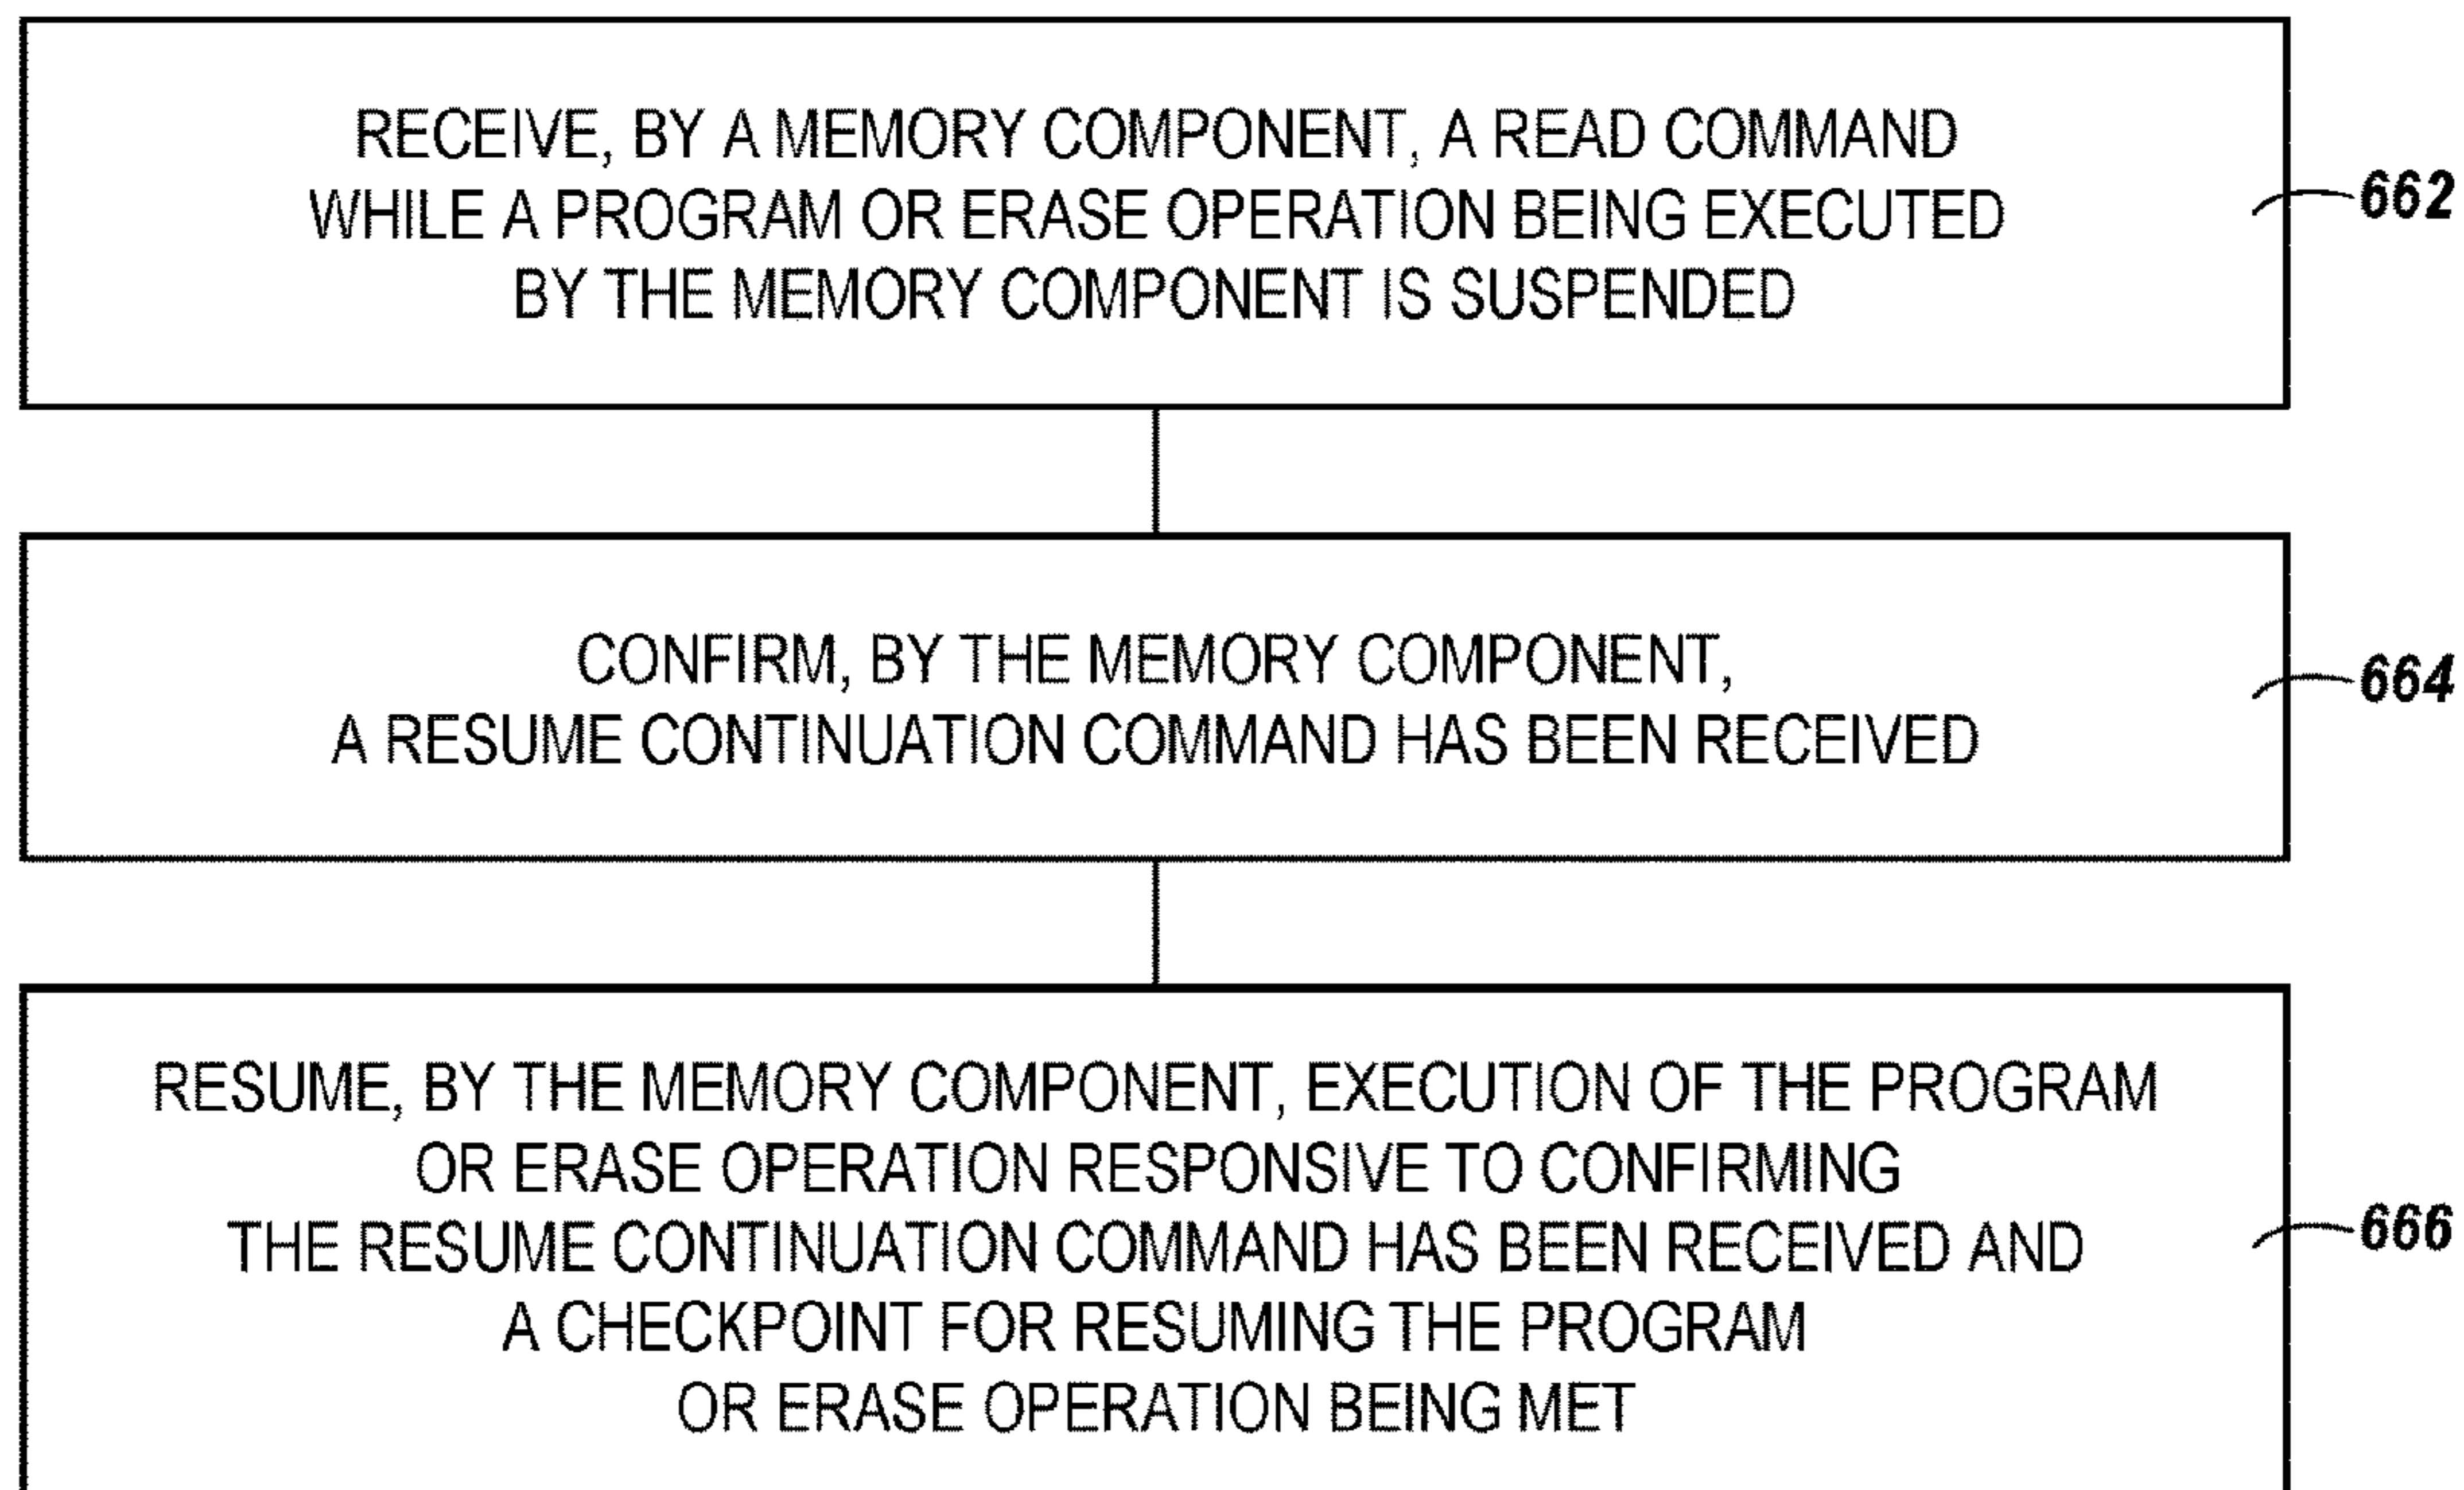 RECEIVE, BY A MEMORY COMPONENT, A READ COMMAND
WHILE A PROGRAM OR ERASE OPERATION BEING EXECUTED
BY THE MEMORY COMPONENT IS SUSPENDED
662
CONFIRM, BY THE MEMORY COMPONENT,
A RESUME CONTINUATION COMMAND HAS BEEN RECEIVED
664
RESUME, BY THE MEMORY COMPONENT, EXECUTION OF THE PROGRAM
OR ERASE OPERATION RESPONSIVE TO CONFIRMING
THE RESUME CONTINUATION COMMAND HAS BEEN RECEIVED AND
A CHECKPOINT FOR RESUMING THE PROGRAM
OR ERASE OPERATION BEING MET
666